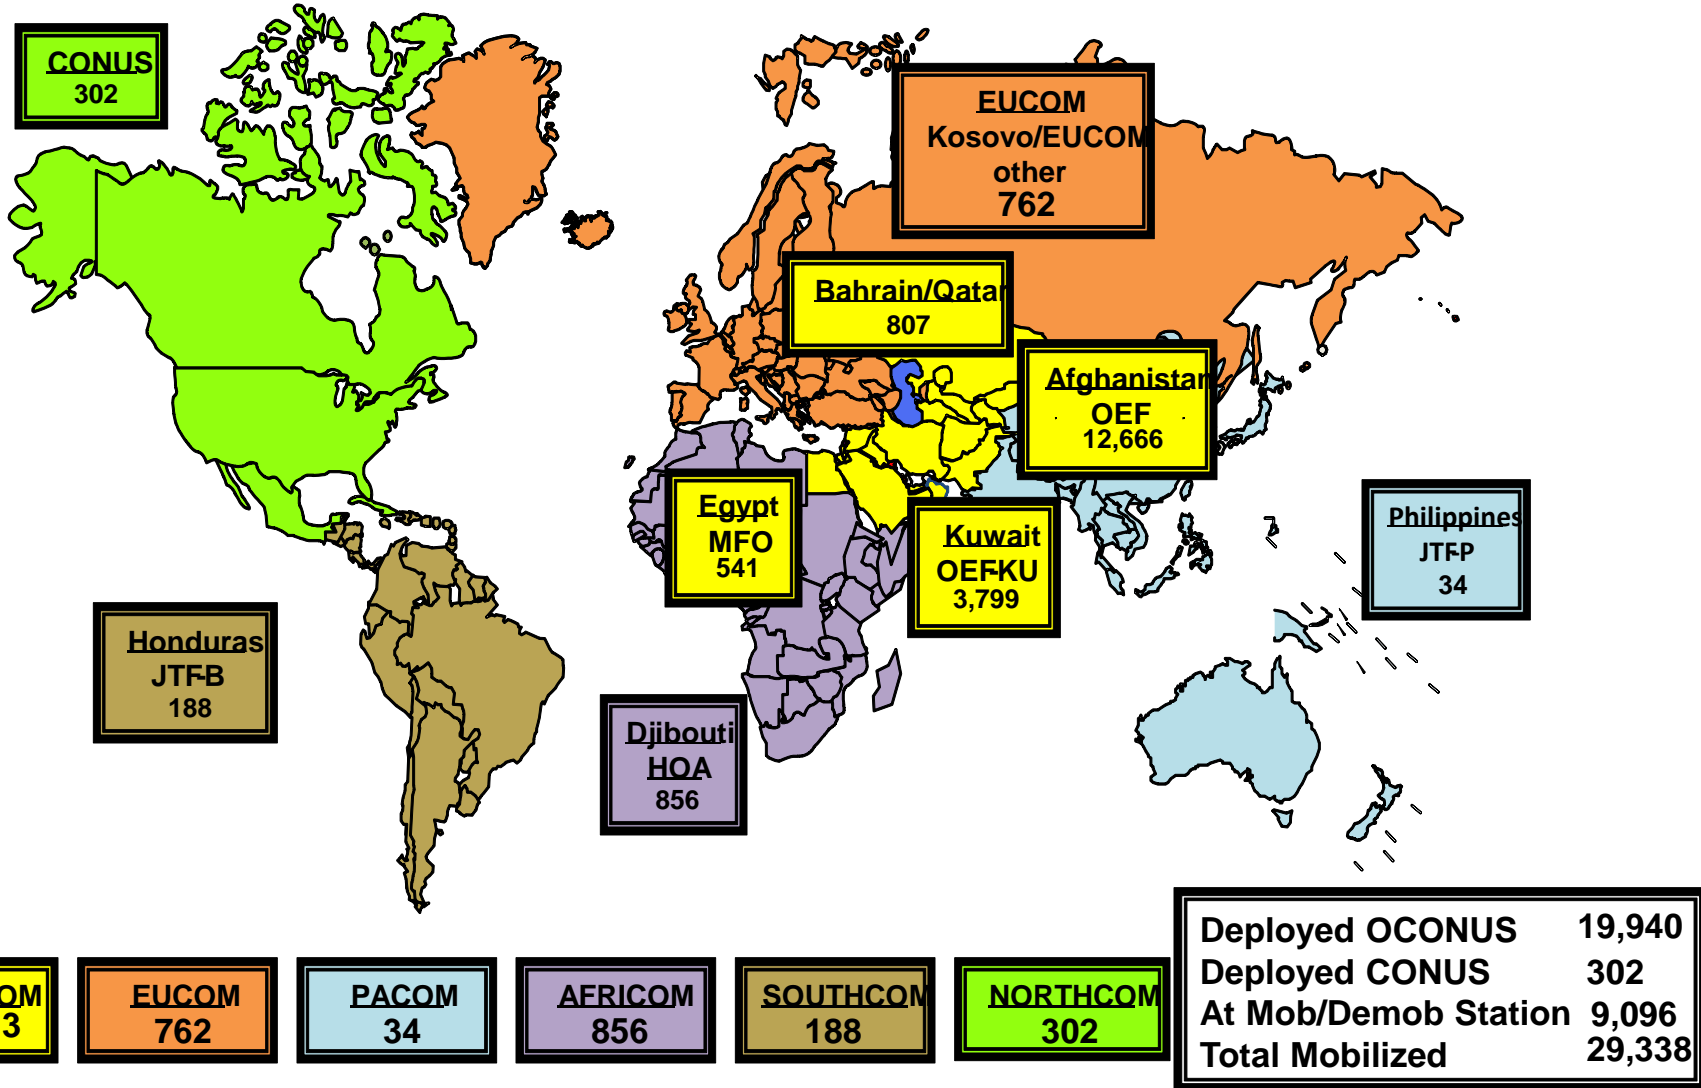 CONUS
302
EUCOM
Kosovo/EUCOM
other
762
Bahrain/Qatar
807
Afghanistan
OEF
12,666
Egypt
MFO
541
Kuwait
OEF-KU
3,799
Philippines
JTF-P
34
Honduras
JTF-B
188
Djibouti
HOA
856
OM
3
EUCOM
762
PACOM
34
AFRICOM
856
SOUTHCOM
188
NORTHCOM
302
Deployed OCONUS 19,940
Deployed CONUS 302
At Mob/Demob Station 9,096
Total Mobilized 29,338